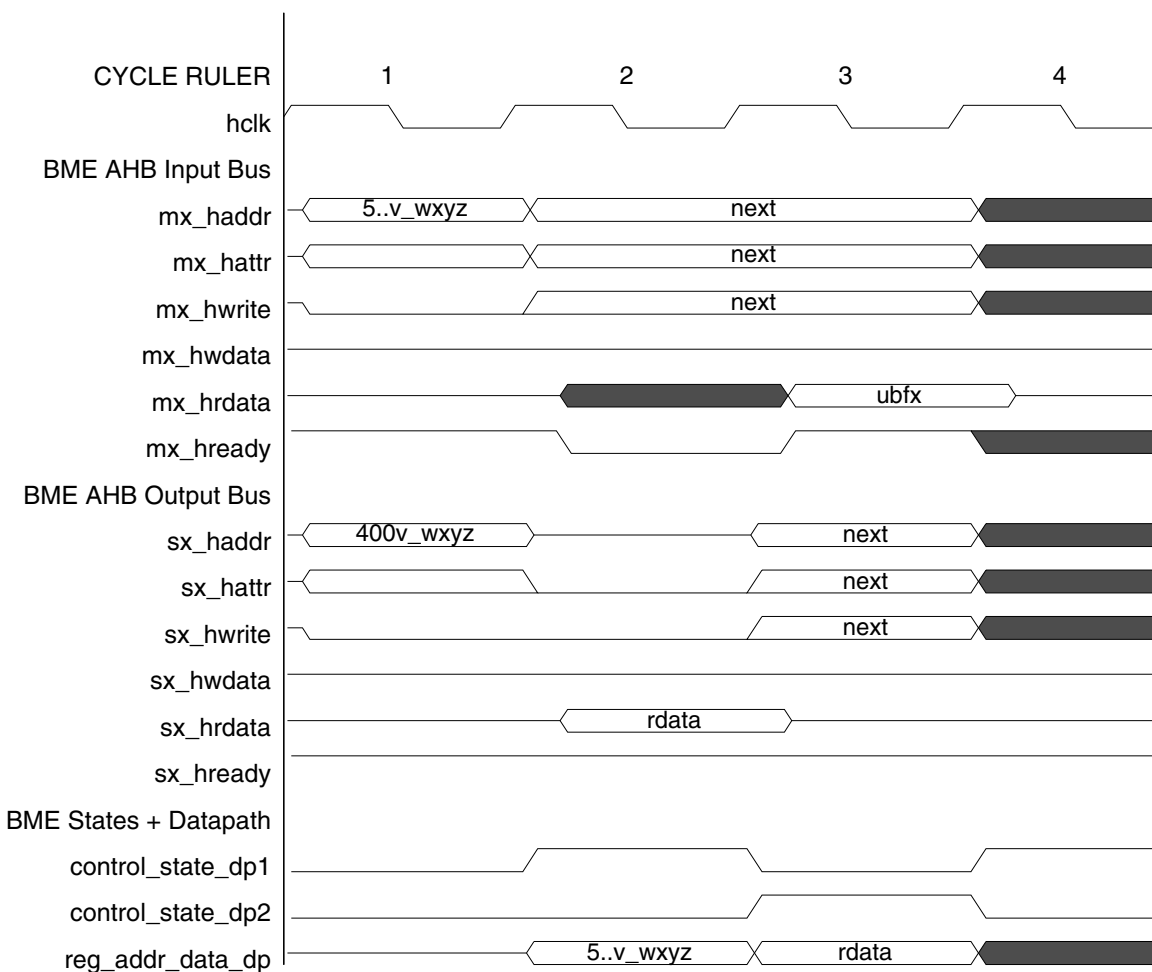 CYCLE RULER 1 2 3 4
hclk
BME AHB Input Bus
mx_haddr 5..v_wxyz next
mx_hattr next
mx_hwrite next
mx_hwdata
mx_hrdata ubfx
mx_hready
BME AHB Output Bus
sx_haddr 400v_wxyz next
sx_hattr next
sx_hwrite next
sx_hwdata
sx_hrdata rdata
sx_hready
BME States + Datapath
control_state_dp1
control_state_dp2
reg_addr_data_dp 5..v_wxyz rdata